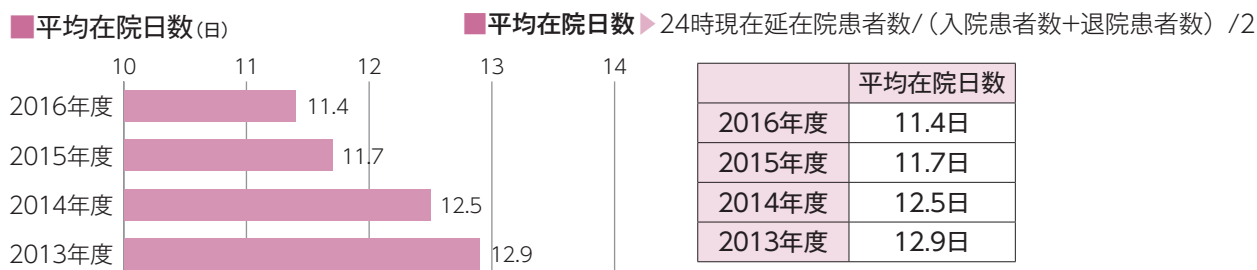 ■平均在院日数(日)
■平均在院日数▶24時現在延在院患者数/(入院患者数+退院患者数)/2
10 11 12 13 14
2016年度 11.4
2015年度 11.7
2014年度 12.5
2013年度 12.9
平均在院日数
2016年度 11.4日
2015年度 11.7日
2014年度 12.5日
2013年度 12.9日